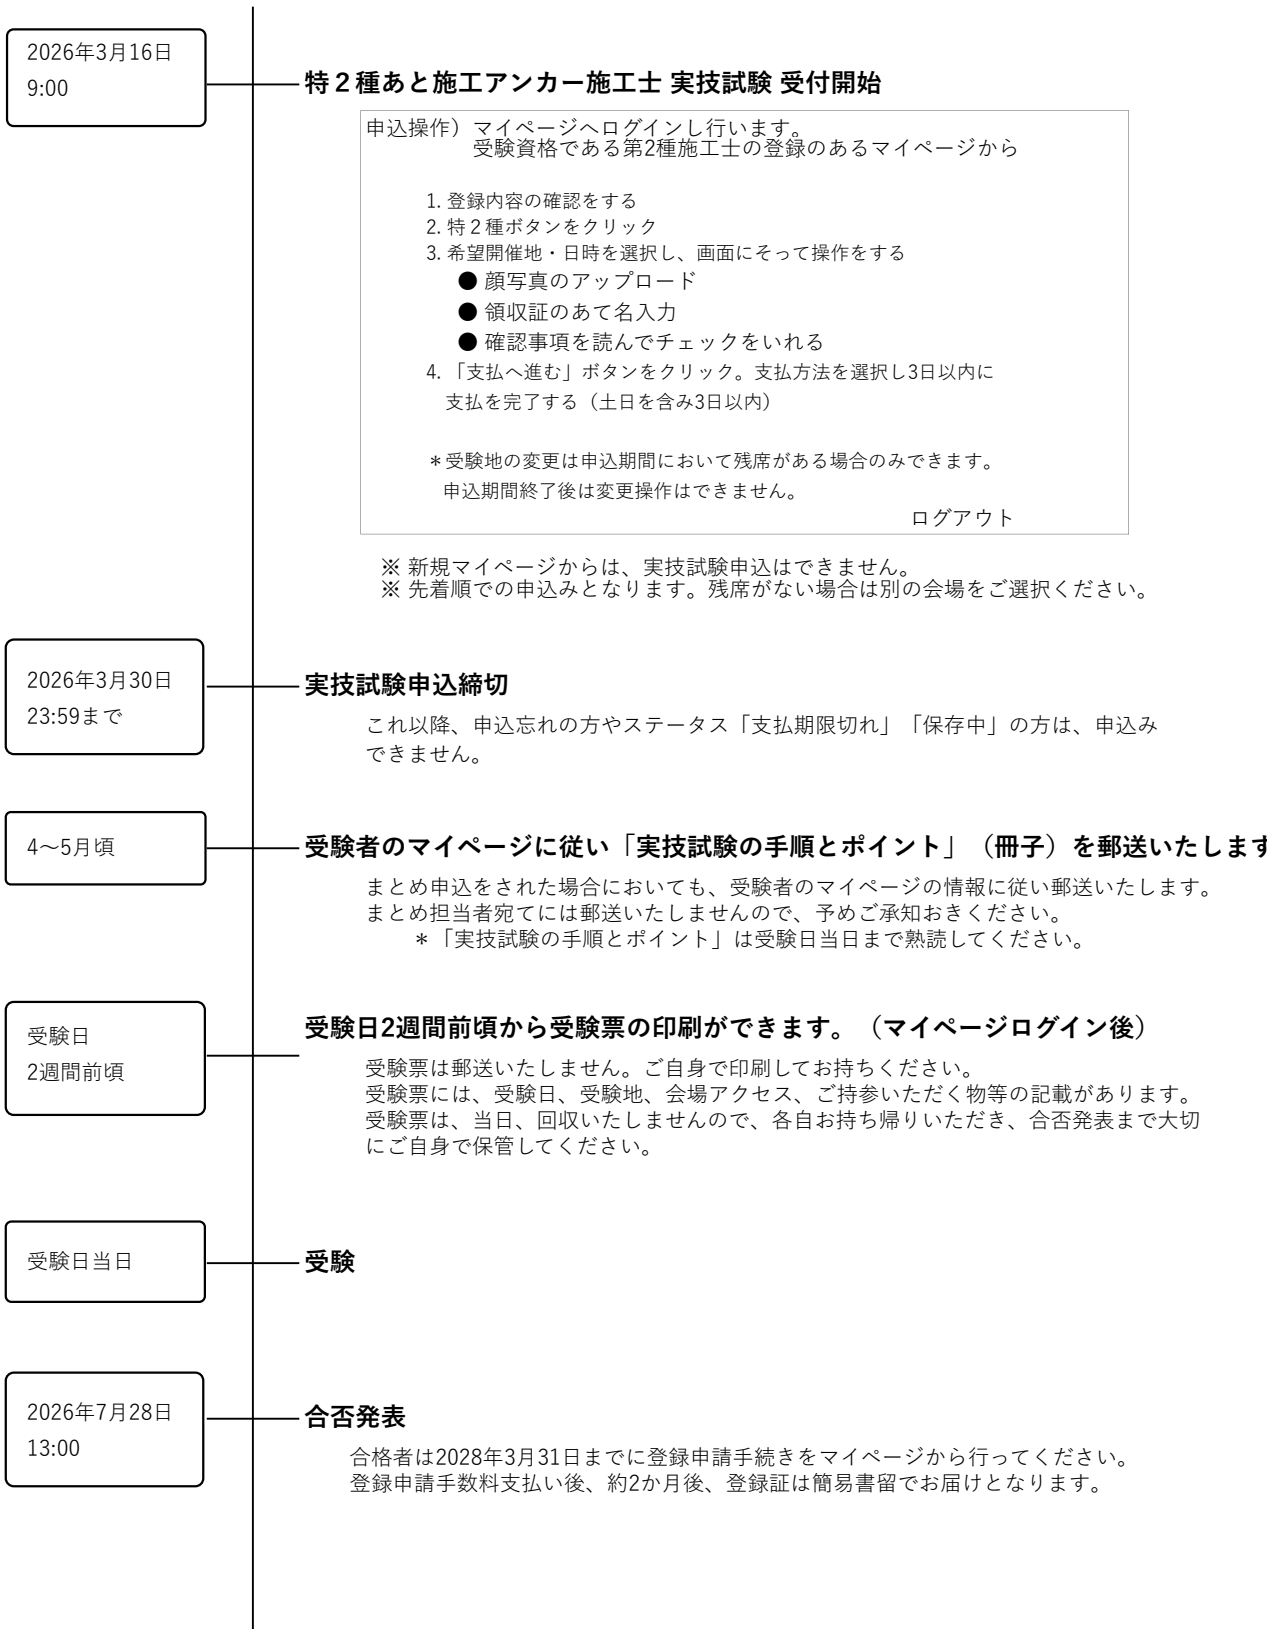 2026年3月16日
9:00
特２種あと施工アンカー施工士 実技試験 受付開始
申込操作）マイページへログインし行います。
受験資格である第2種施工士の登録のあるマイページから
1. 登録内容の確認をする
2. 特２種ボタンをクリック
3. 希望開催地・日時を選択し、画面にそって操作をする
● 顔写真のアップロード
● 領収証のあて名入力
● 確認事項を読んでチェックをいれる
4. 「支払へ進む」ボタンをクリック。支払方法を選択し3日以内に
支払を完了する（土日を含み3日以内）
＊受験地の変更は申込期間において残席がある場合のみできます。
申込期間終了後は変更操作はできません。
ログアウト
※ 新規マイページからは、実技試験申込はできません。
※ 先着順での申込みとなります。残席がない場合は別の会場をご選択ください。
2026年3月30日
23:59まで
実技試験申込締切
これ以降、申込忘れの方やステータス「支払期限切れ」「保存中」の方は、申込み
できません。
4～5月頃
受験者のマイページに従い「実技試験の手順とポイント」（冊子）を郵送いたします
まとめ申込をされた場合においても、受験者のマイページの情報に従い郵送いたします。
まとめ担当者宛てには郵送いたしませんので、予めご承知おきください。
＊「実技試験の手順とポイント」は受験日当日まで熟読してください。
受験日
2週間前頃
受験日2週間前頃から受験票の印刷ができます。（マイページログイン後）
受験票は郵送いたしません。ご自身で印刷してお持ちください。
受験票には、受験日、受験地、会場アクセス、ご持参いただく物等の記載があります。
受験票は、当日、回収いたしませんので、各自お持ち帰りいただき、合否発表まで大切
にご自身で保管してください。
受験日当日
受験
2026年7月28日
13:00
合否発表
合格者は2028年3月31日までに登録申請手続きをマイページから行ってください。
登録申請手数料支払い後、約2か月後、登録証は簡易書留でお届けとなります。